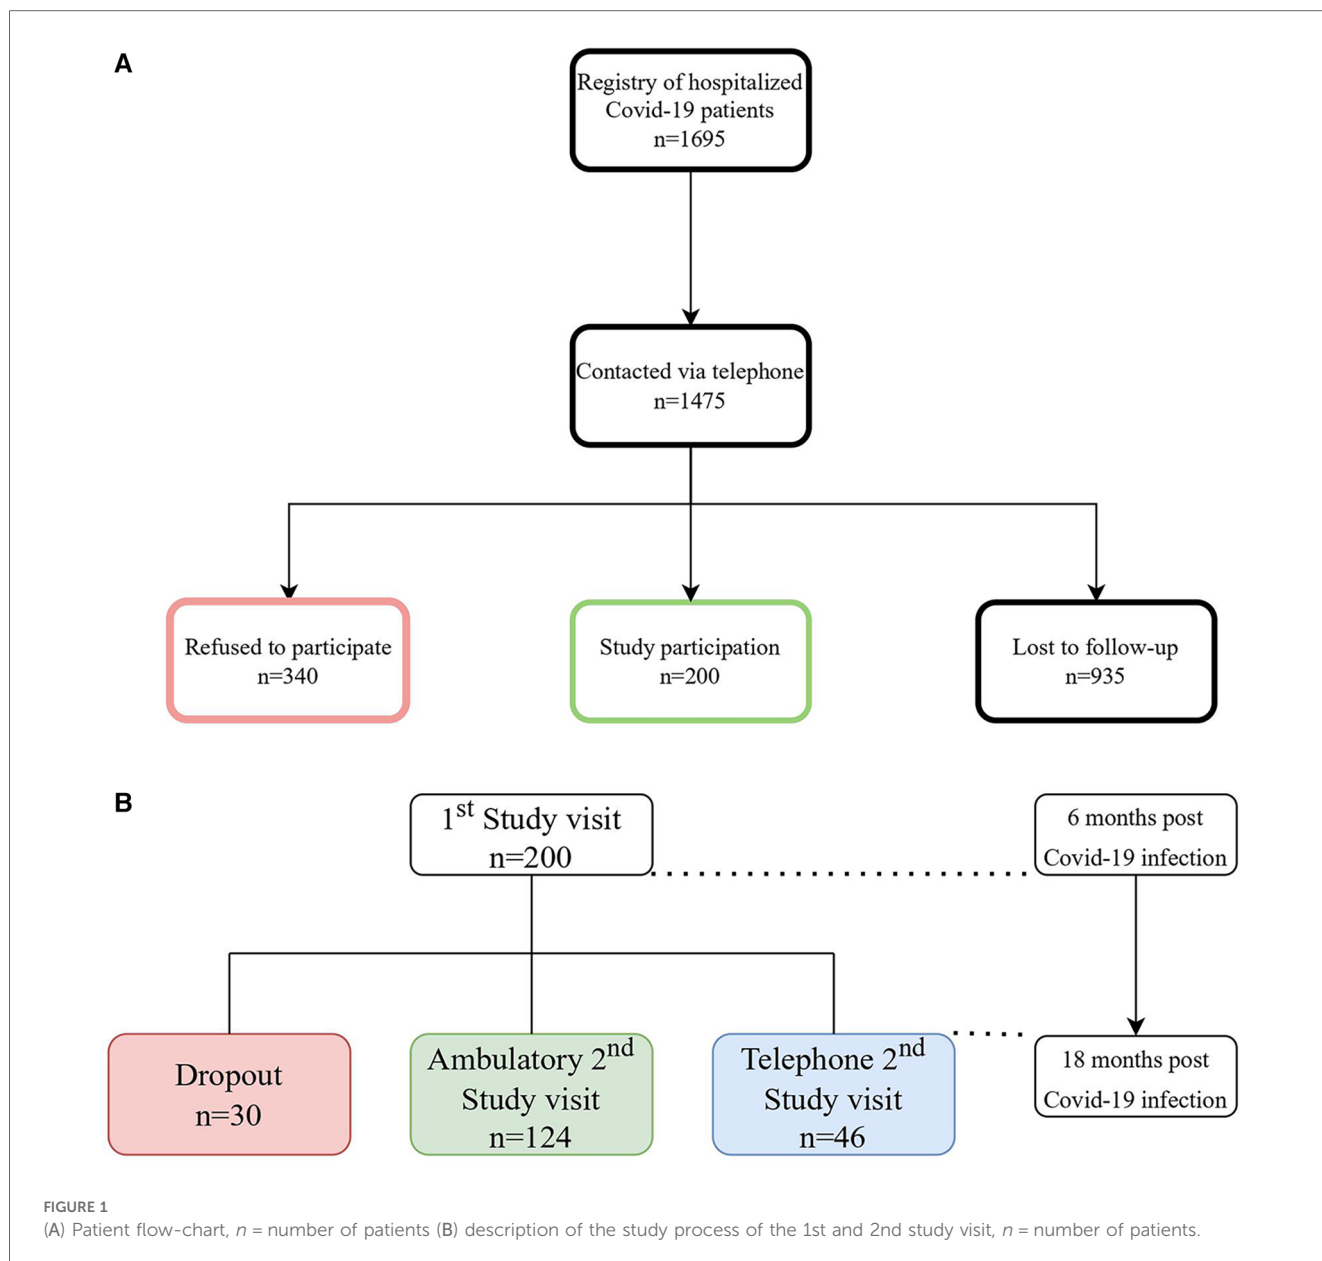 A
Registry of hospitalized
Covid-19 patients
n=1695
Contacted via telephone
n=1475
Refused to participate
n=340
Study participation
n=200
Lost to follow-up
n=935
B
1st Study visit
n=200
6 months post
Covid-19 infection
Dropout
n=30
Ambulatory 2nd
Study visit
n=124
Telephone 2nd
Study visit
n=46
18 months post
Covid-19 infection
FIGURE 1
(A) Patient flow-chart, n = number of patients (B) description of the study process of the 1st and 2nd study visit, n = number of patients.